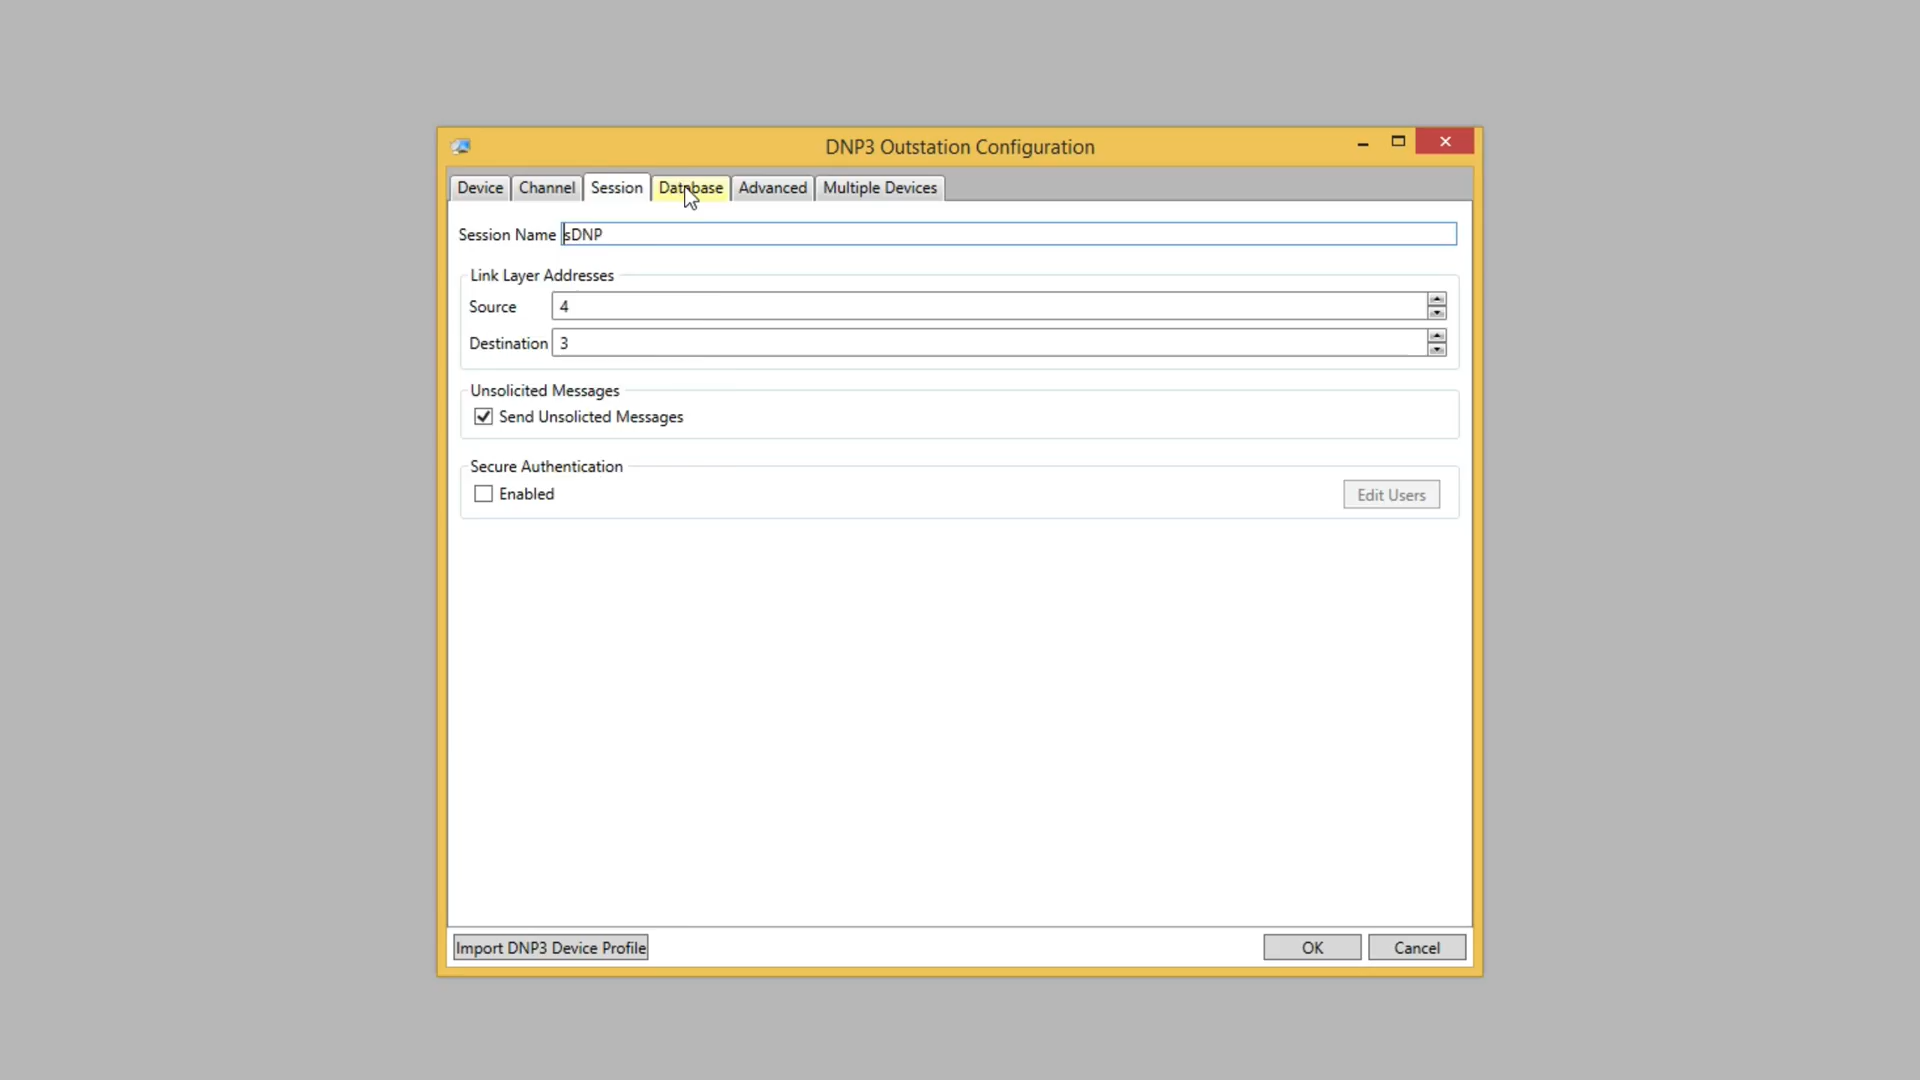 DNP3 Outstation Configuration
Device Channel Session Database Advanced Multiple Devices
Session Name sDNP
Link Layer Addresses
Source 4
Destination 3
Unsolicited Messages
Send Unsolicted Messages
Secure Authentication
Enabled Edit Users
Import DNP3 Device Profile OK Cancel